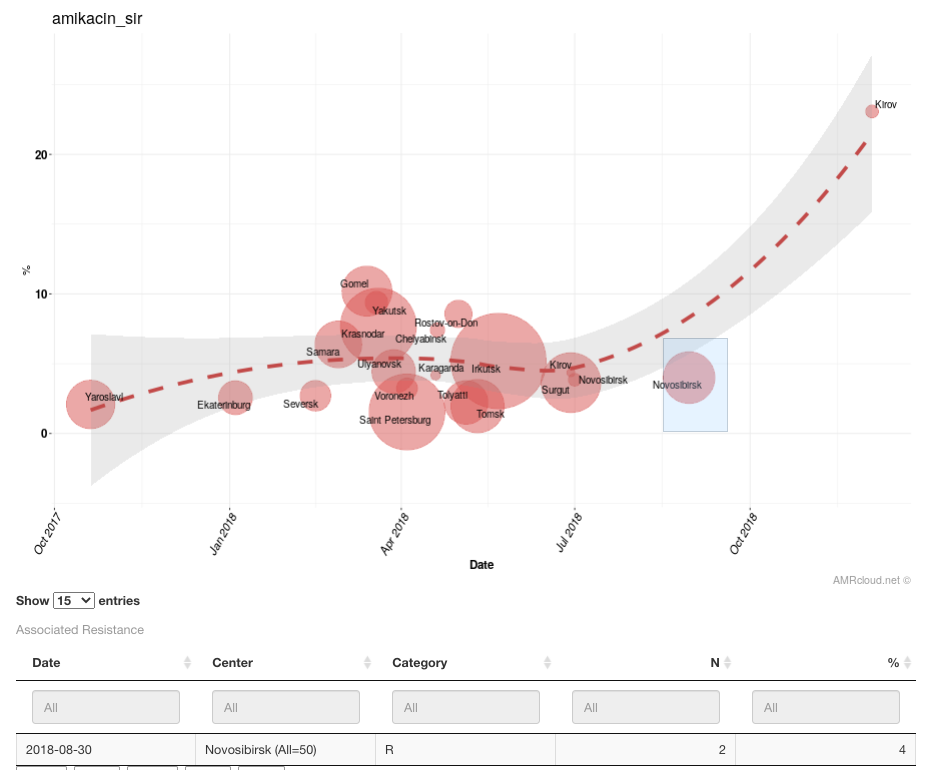 amikacin_sir
%
20
10
0
Kirov
Gomel
Yakutsk
Rostov-on-Don
Krasnodar
Chelyabinsk
Samara
Ulyanovsk
Karaganda
Irkutsk
Kirov
Novosibirsk
Novosibirsk
Surgut
Yaroslavl
Ekaterinburg
Seversk
Voronezh
Tolyatti
Tomsk
Saint Petersburg
Oct 2017
Jan 2018
Apr 2018
Jul 2018
Oct 2018
Date
AMRcloud.net ©
Show 15 entries
Associated Resistance
Date Center Category N %
All All All All All
2018-08-30 Novosibirsk (All=50) R 2 4